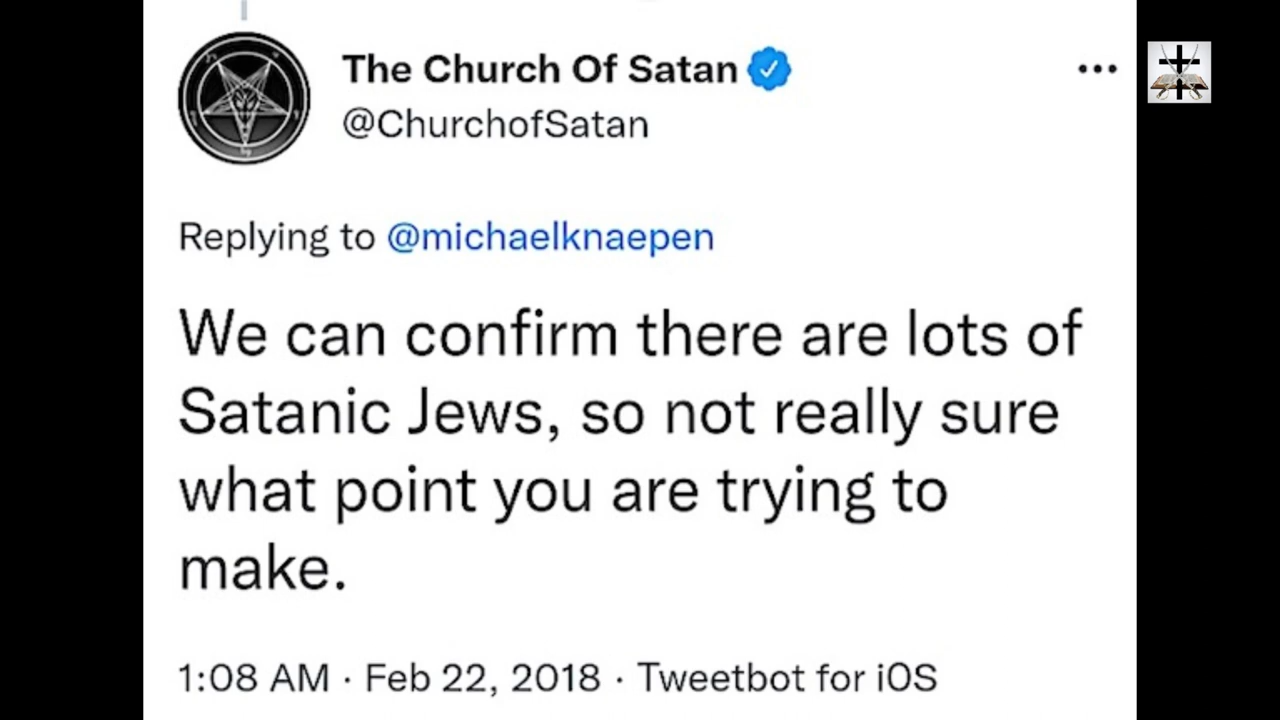 The Church Of Satan
@ChurchofSatan
Replying to @michaelknaepen
We can confirm there are lots of
Satanic Jews, so not really sure
what point you are trying to
make.
1:08 AM · Feb 22, 2018 · Tweetbot for iOS